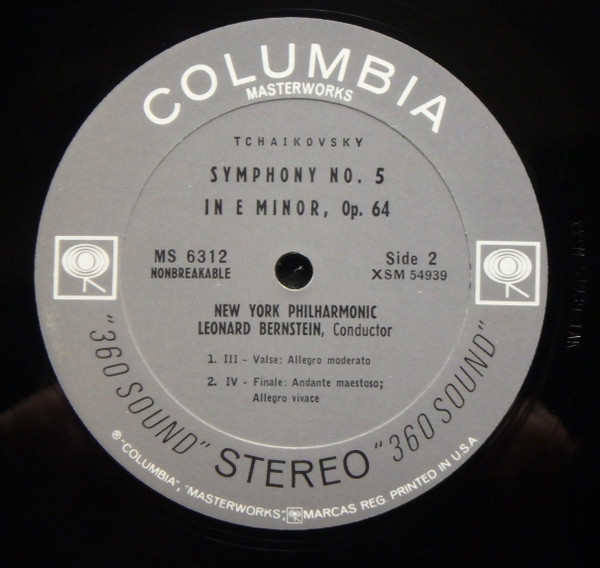 COLUMBIA
MASTERWORKS
TCHAIKOVSKY
SYMPHONY NO. 5
IN E MINOR, Op. 64
MS 6312
NONBREAKABLE
Side 2
XSM 54939
NEW YORK PHILHARMONIC
LEONARD BERNSTEIN, Conductor
1. III - Valse: Allegro moderato
2. IV - Finale: Andante maestoso;
Allegro vivace
"360 SOUND" STEREO "360 SOUND"
® "COLUMBIA", "MASTERWORKS", MARCAS REG. PRINTED IN U.S.A.